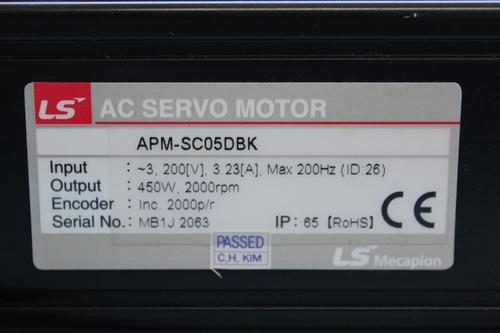 LS AC SERVO MOTOR
APM-SC05DBK
Input : ~3, 200[V], 3.23[A], Max 200Hz (ID:26)
Output : 450W, 2000rpm
Encoder : Inc. 2000p/r
Serial No.: MB1J 2063 IP: 65 [RoHS] CE
PASSED
C.H. KIM
LS Mecapion